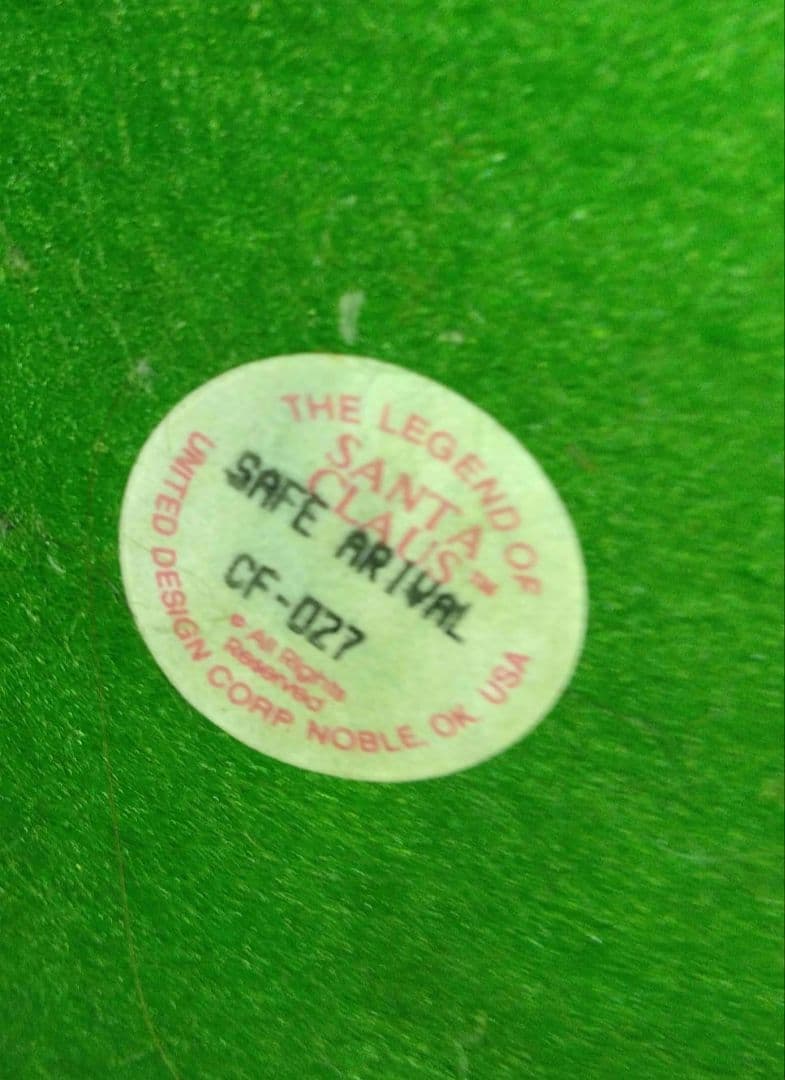 THE LEGEND OF
SANTA
CLAUS™
SAFE ARIVAL
CF-027
© All Rights
Reserved
UNITED DESIGN CORP. NOBLE, OK USA